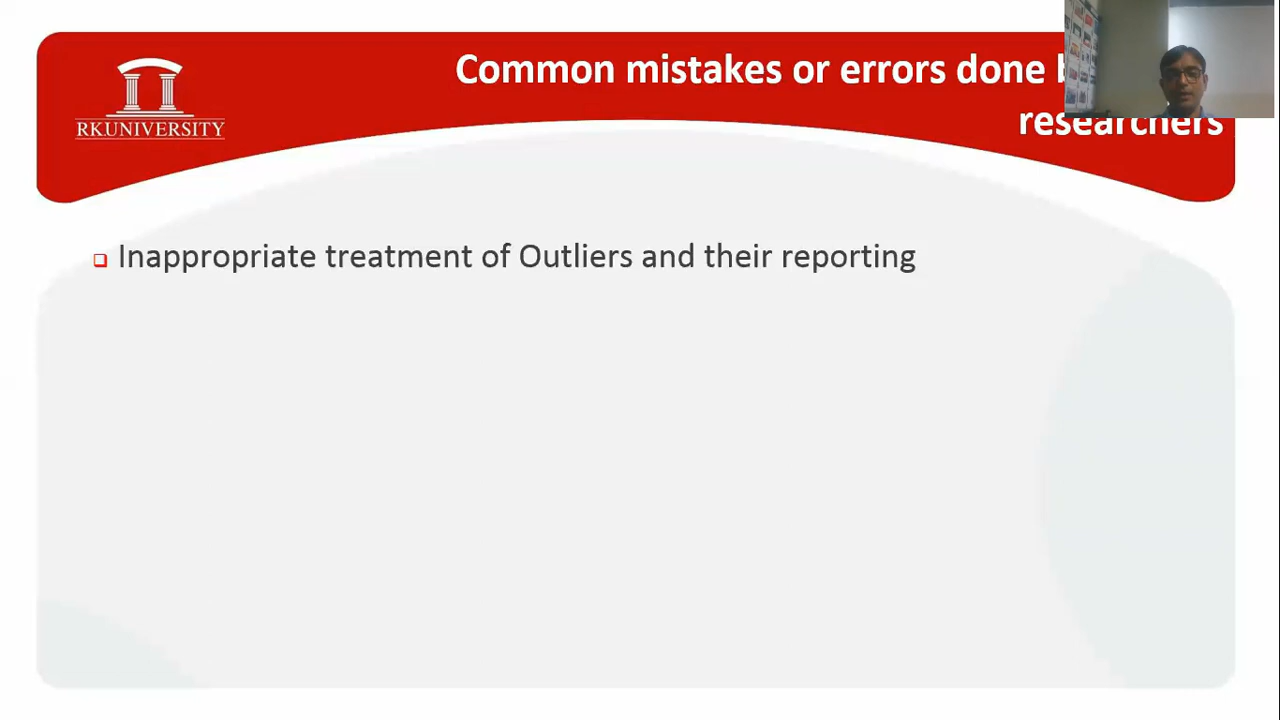 Common mistakes or errors done
researchers
RKUNIVERSITY
Inappropriate treatment of Outliers and their reporting